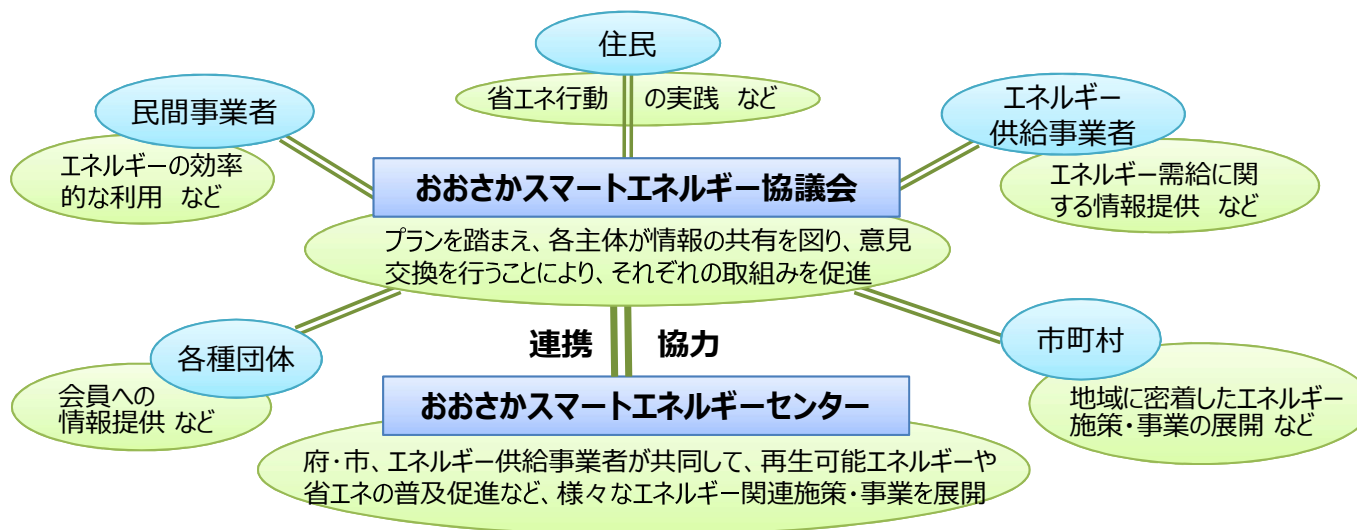 住民
省エネ行動 の実践 など
民間事業者
エネルギーの効率
的な利用 など
エネルギー
供給事業者
エネルギー需給に関
する情報提供 など
おおさかスマートエネルギー協議会
プランを踏まえ、各主体が情報の共有を図り、意見
交換を行うことにより、それぞれの取組みを促進
各種団体
会員への
情報提供 など
連携 協力
市町村
地域に密着したエネルギー
施策・事業の展開 など
おおさかスマートエネルギーセンター
府・市、エネルギー供給事業者が共同して、再生可能エネルギーや
省エネの普及促進など、様々なエネルギー関連施策・事業を展開